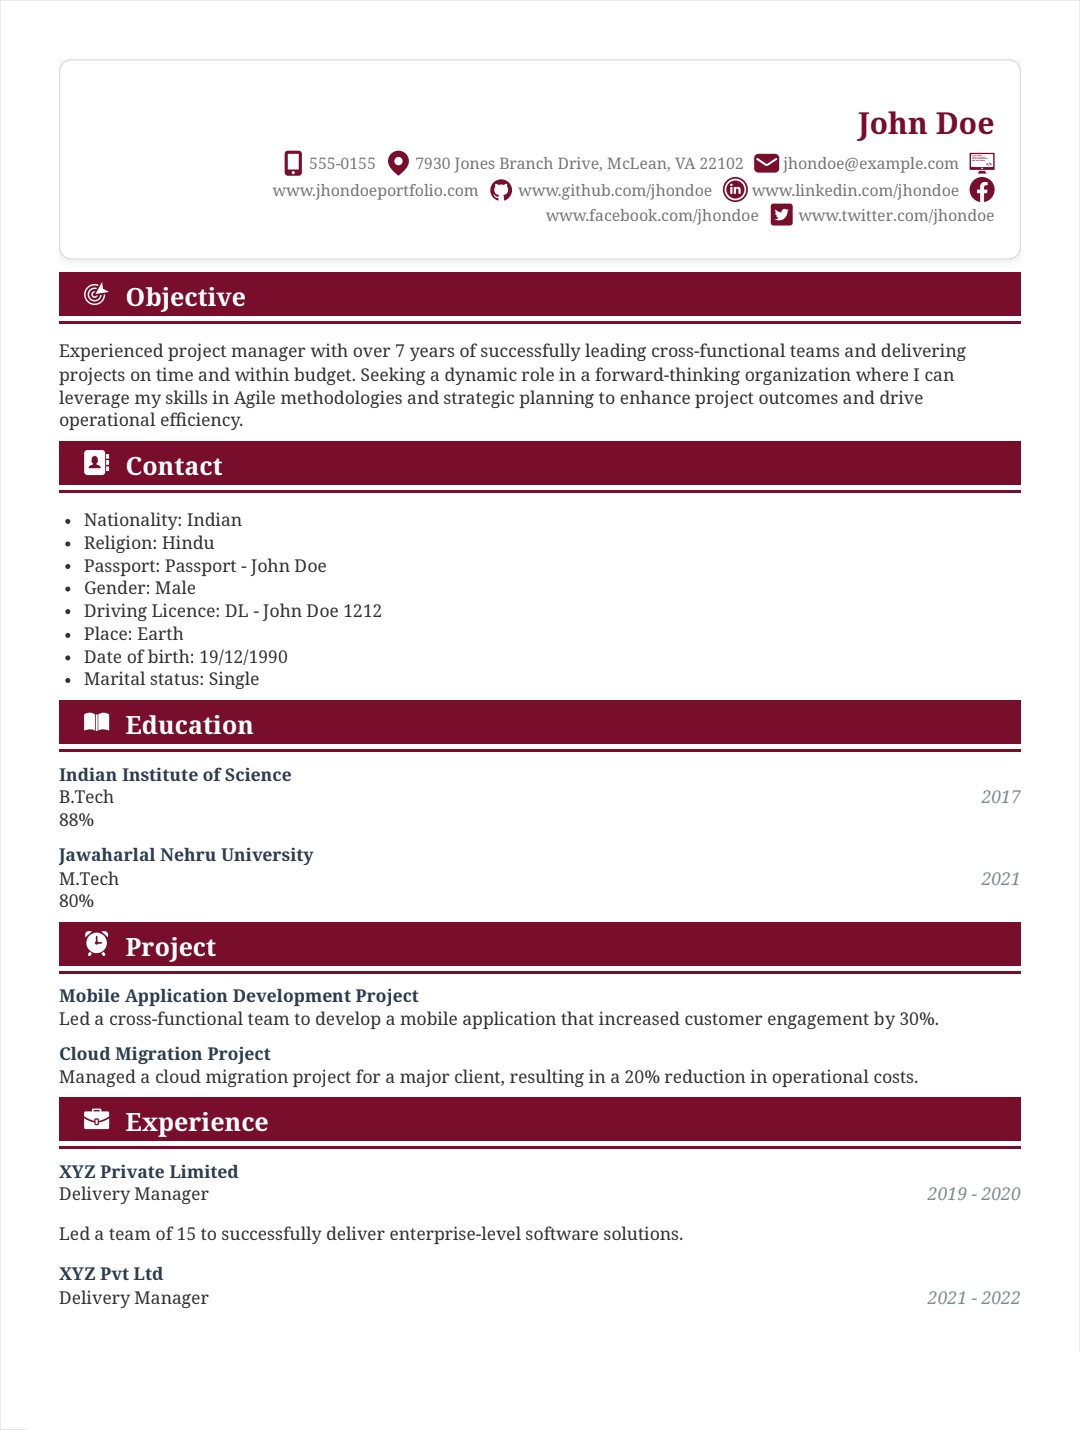 John Doe
555-0155 7930 Jones Branch Drive, McLean, VA 22102 jhondoe@example.com
www.jhondoeportfolio.com www.github.com/jhondoe www.linkedin.com/jhondoe
www.facebook.com/jhondoe www.twitter.com/jhondoe
Objective
Experienced project manager with over 7 years of successfully leading cross-functional teams and delivering
projects on time and within budget. Seeking a dynamic role in a forward-thinking organization where I can
leverage my skills in Agile methodologies and strategic planning to enhance project outcomes and drive
operational efficiency.
Contact
• Nationality: Indian
• Religion: Hindu
• Passport: Passport - John Doe
• Gender: Male
• Driving Licence: DL - John Doe 1212
• Place: Earth
• Date of birth: 19/12/1990
• Marital status: Single
Education
Indian Institute of Science
B.Tech 2017
88%
Jawaharlal Nehru University
M.Tech 2021
80%
Project
Mobile Application Development Project
Led a cross-functional team to develop a mobile application that increased customer engagement by 30%.
Cloud Migration Project
Managed a cloud migration project for a major client, resulting in a 20% reduction in operational costs.
Experience
XYZ Private Limited
Delivery Manager 2019 - 2020
Led a team of 15 to successfully deliver enterprise-level software solutions.
XYZ Pvt Ltd
Delivery Manager 2021 - 2022